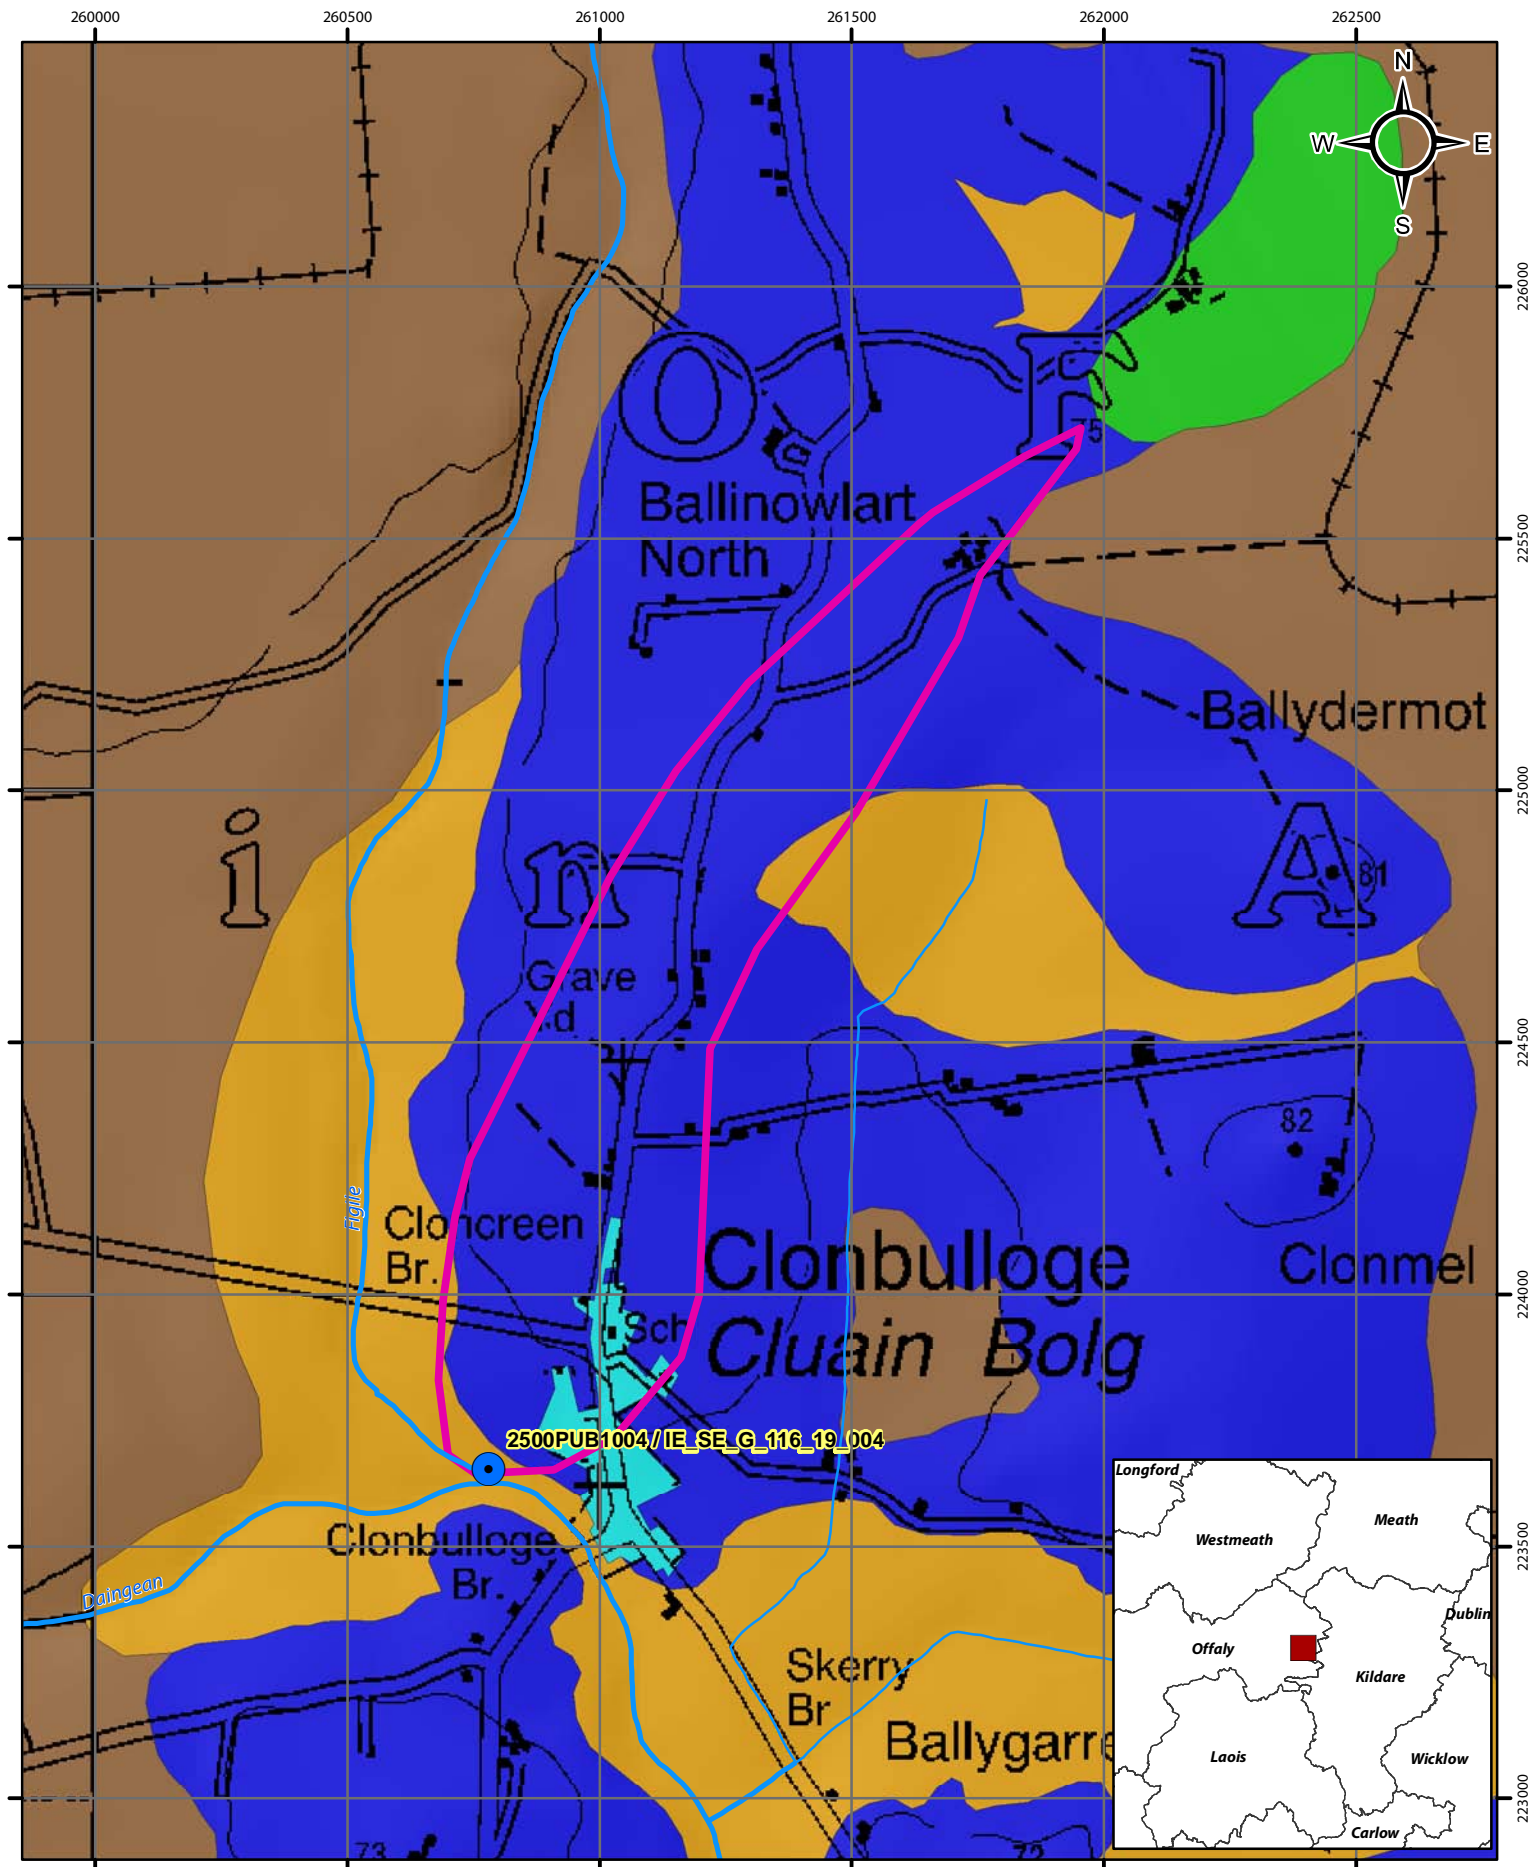 260000
260500
261000
261500
262000
262500
N
W
E
S
226000
O
F
75
Ballinowlart
North
225500
Ballydermot
225000
i
n
A
81
Grave
Yd
224500
82
Figile
Cloncreen
Br.
Clonbulloge
Clonmel
224000
Sch
Cluain Bolg
2500PUB1004 / IE_SE_G_116_19_004
Clonbulloge
Br.
223500
Daingean
Skerry
Br
Ballygarre
223000
73
72
Longford
Westmeath
Meath
Dublin
Offaly
Kildare
Laois
Wicklow
Carlow